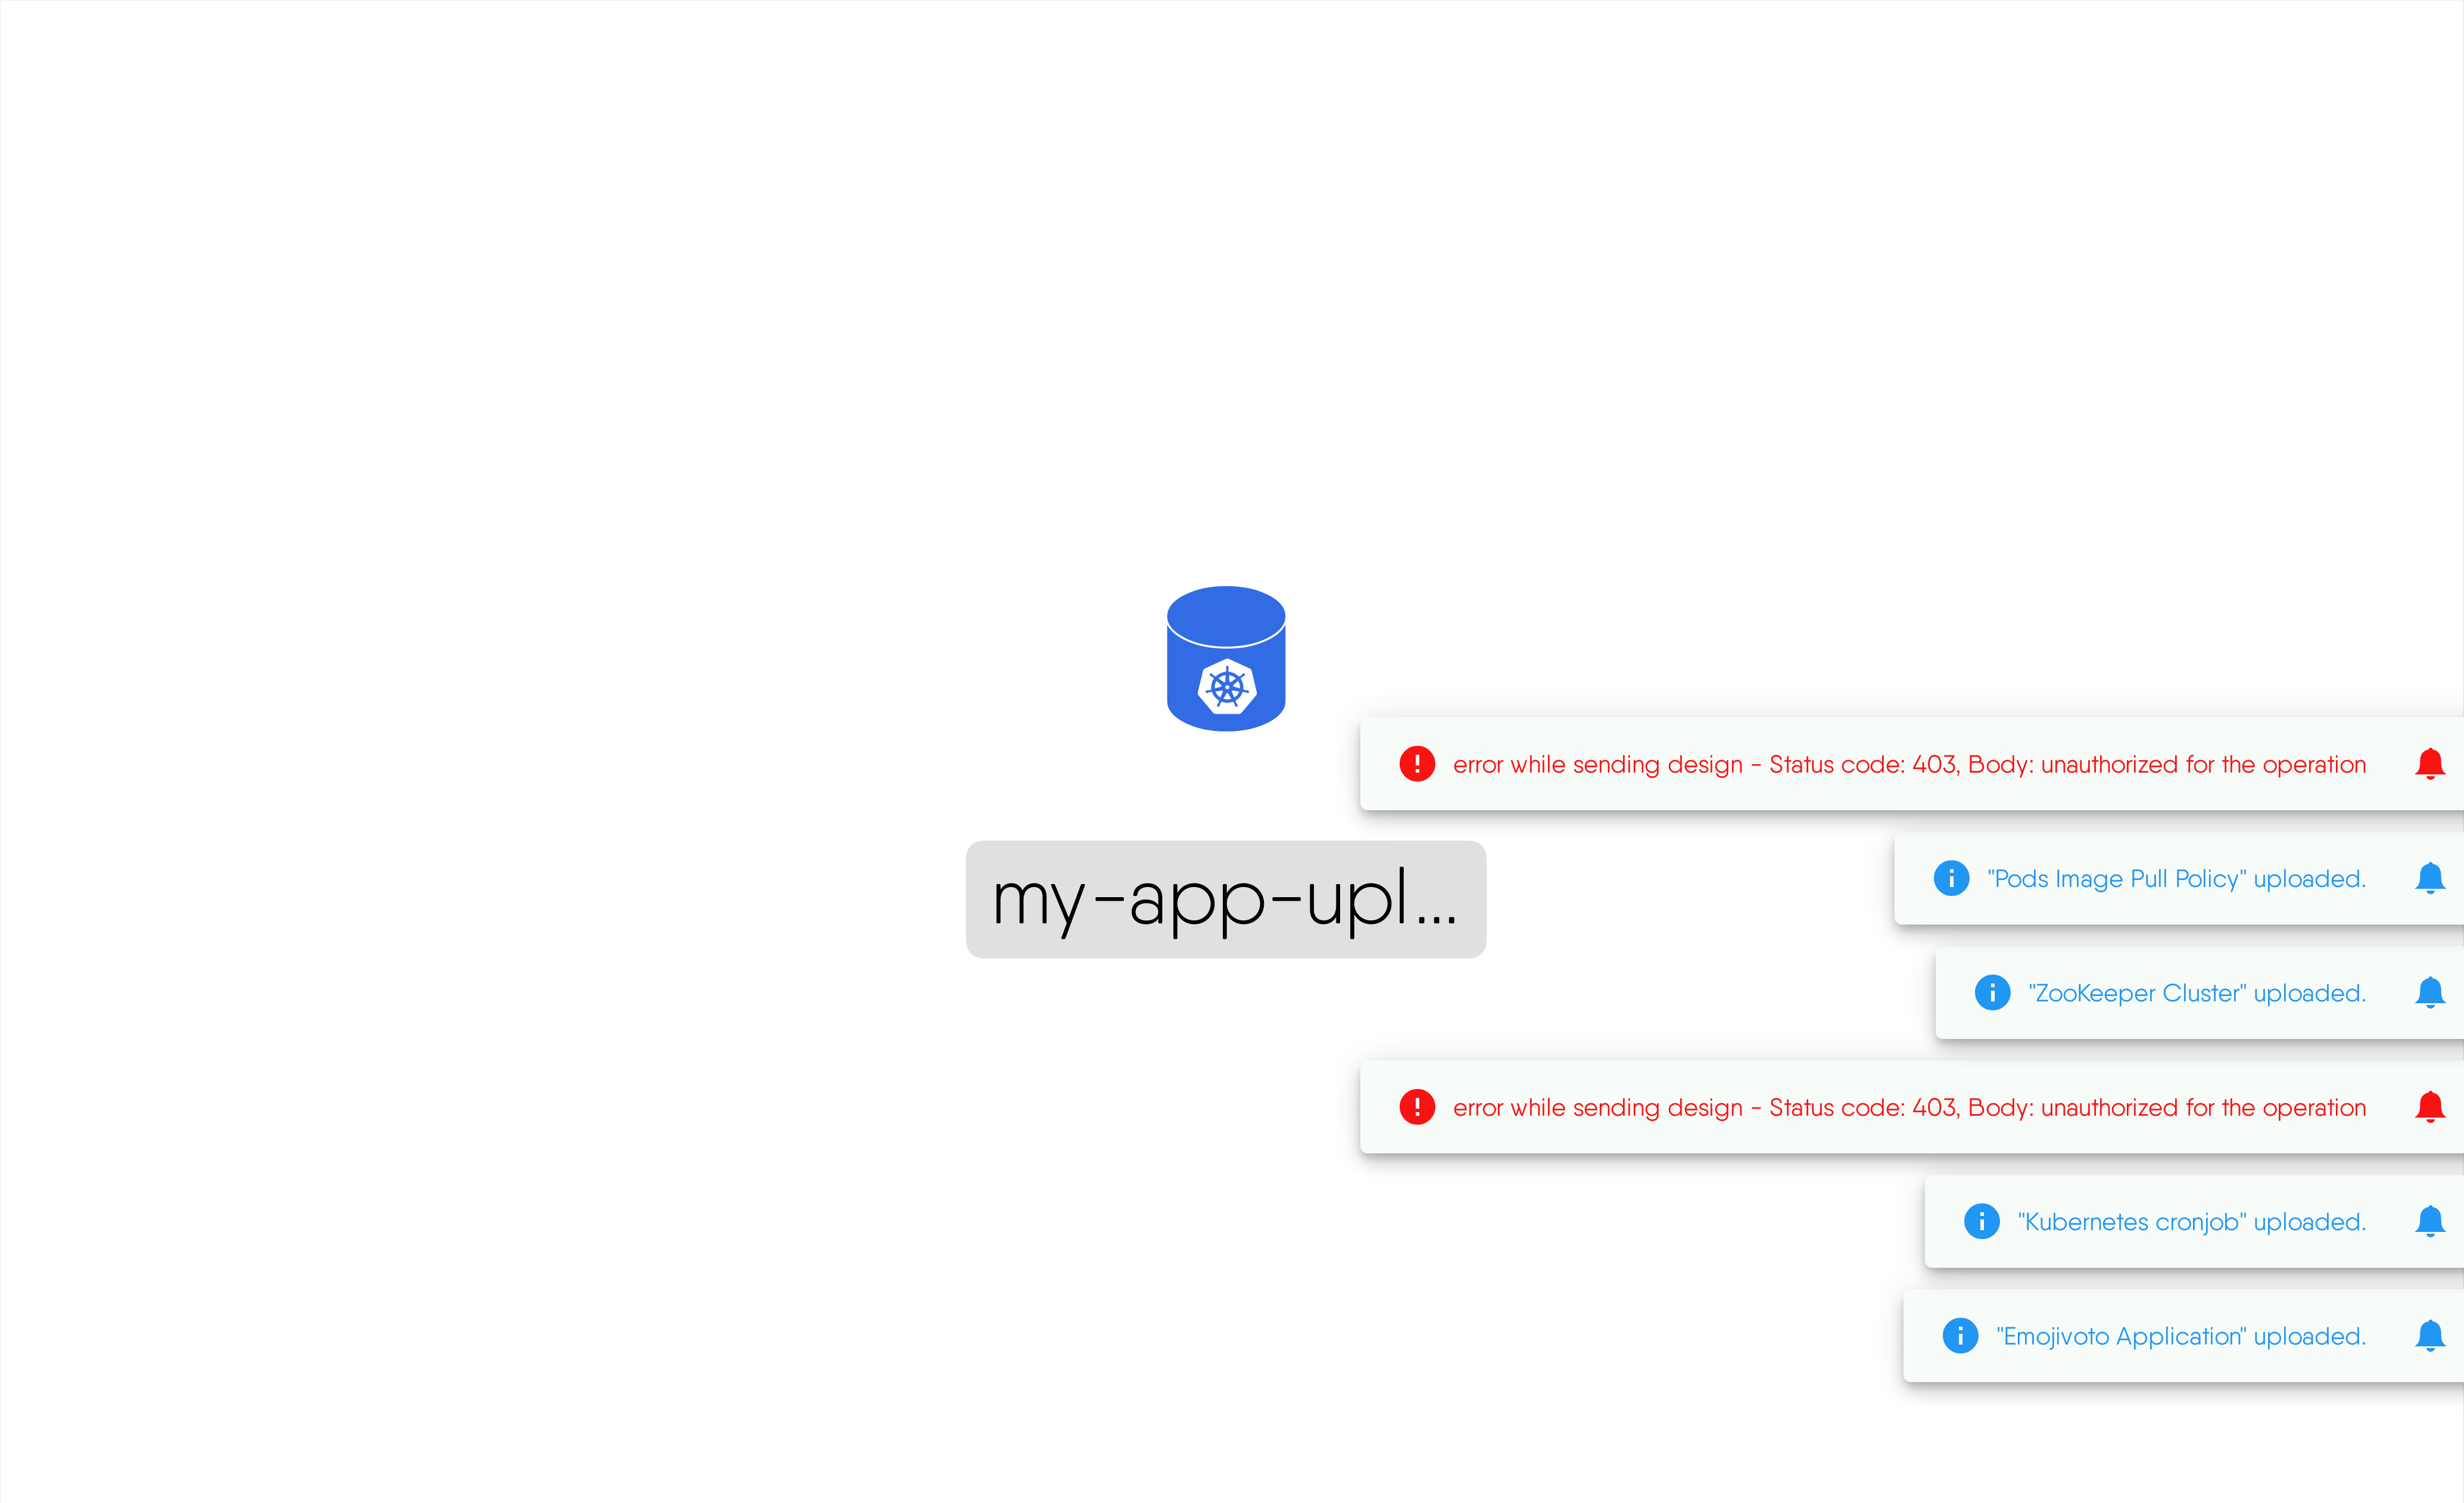 error while sending design - Status code: 403, Body: unauthorized for the operation
my-app-upl...
"Pods Image Pull Policy" uploaded.
"ZooKeeper Cluster" uploaded.
error while sending design - Status code: 403, Body: unauthorized for the operation
"Kubernetes cronjob" uploaded.
"Emojivoto Application" uploaded.